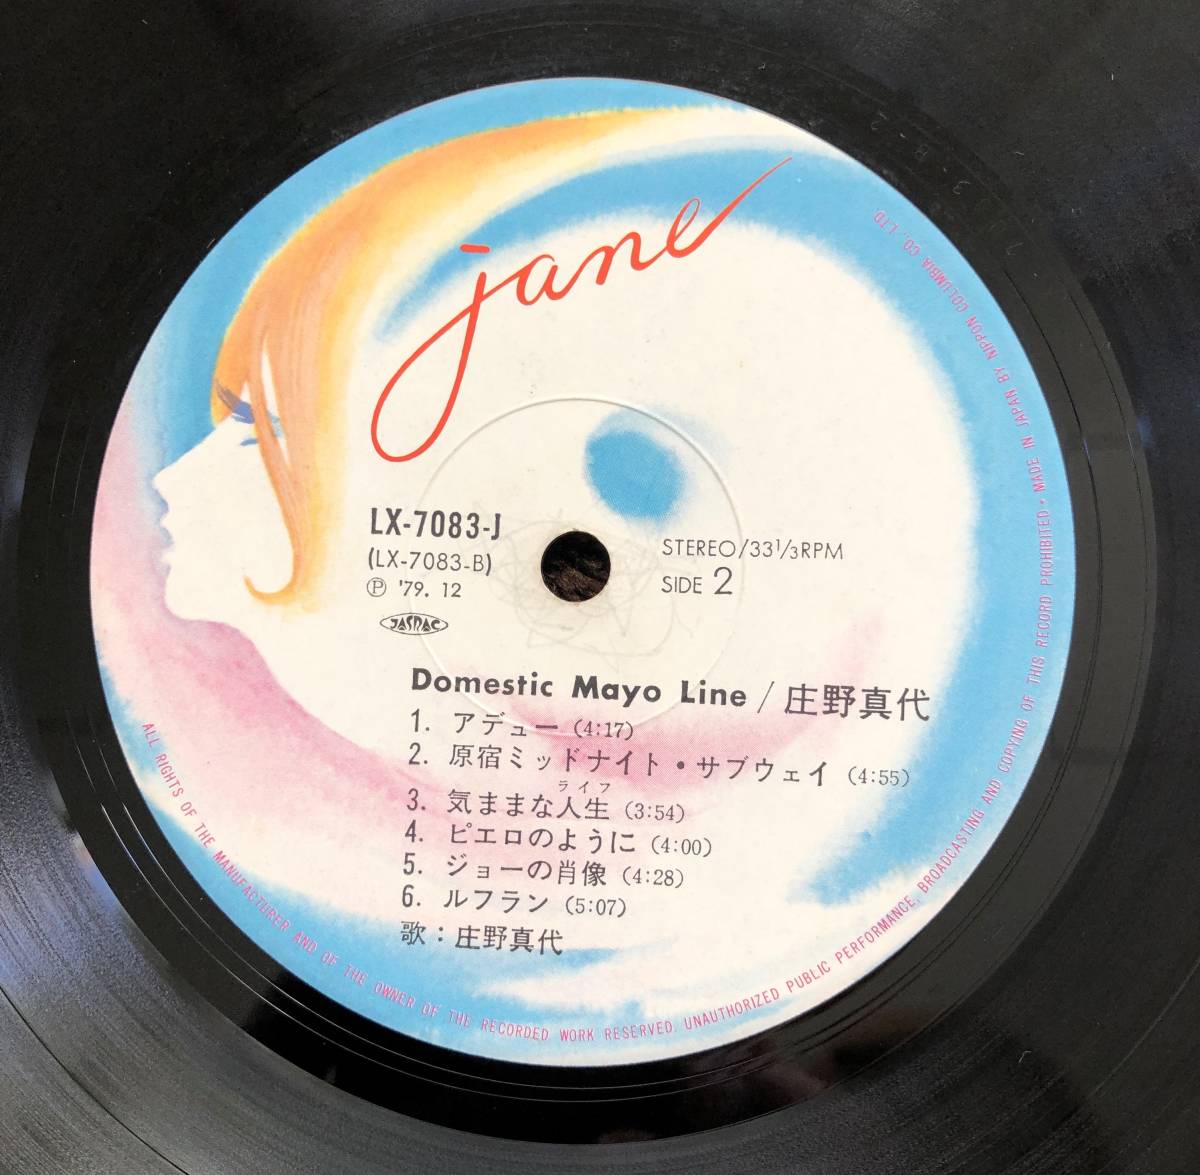 jane
LX-7083-J
(LX-7083-B)
Ⓟ '79. 12
JASRAC
STEREO/33 1/3 RPM
SIDE 2
Domestic Mayo Line / 庄野真代
1. アデュー (4:17)
2. 原宿ミッドナイト・サブウェイ (4:55)
ライフ
3. 気ままな人生 (3:54)
4. ピエロのように (4:00)
5. ジョーの肖像 (4:28)
6. ルフラン (5:07)
歌：庄野真代
ALL RIGHTS OF THE MANUFACTURER AND OF THE OWNER OF THE RECORDED WORK RESERVED. UNAUTHORIZED PUBLIC PERFORMANCE, BROADCASTING AND COPYING OF THIS RECORD PROHIBITED • MADE IN JAPAN BY NIPPON COLUMBIA CO., LTD.